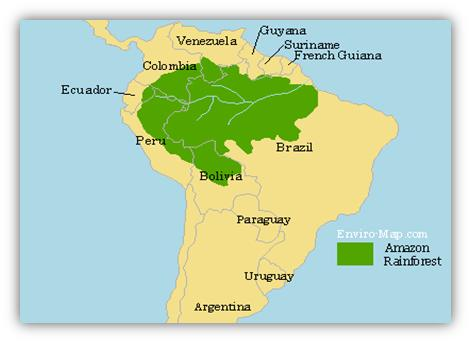 Guyana
Venezuela
Suriname
French Guiana
Colombia
Ecuador
Peru
Brazil
Bolivia
Paraguay
Enviro-Map.com
Amazon
Rainforest
Uruguay
Argentina